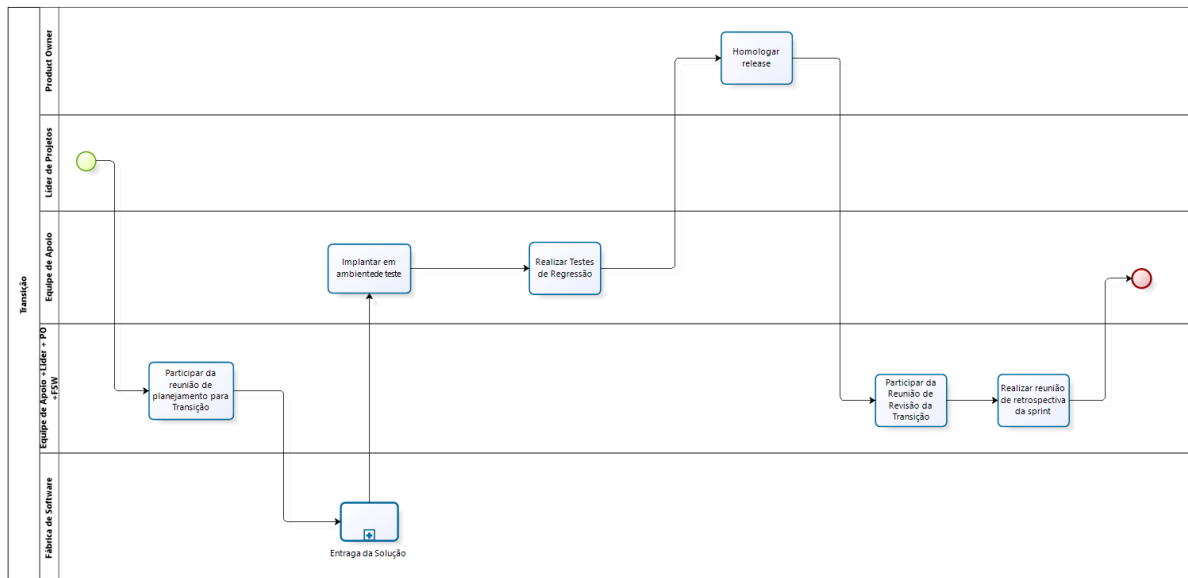 Transição
Product Owner
Homologar
release
Líder de Projetos
Equipe de Apoio
Implantar em
ambiente de teste
Realizar Testes
de Regressão
Equipe de Apoio +Líder + PO
+FSW
Participar da
reunião de
planejamento para
Transição
Participar da
Reunião de
Revisão da
Transição
Realizar reunião
de retrospectiva
da sprint
Fábrica de Software
Entraga da Solução